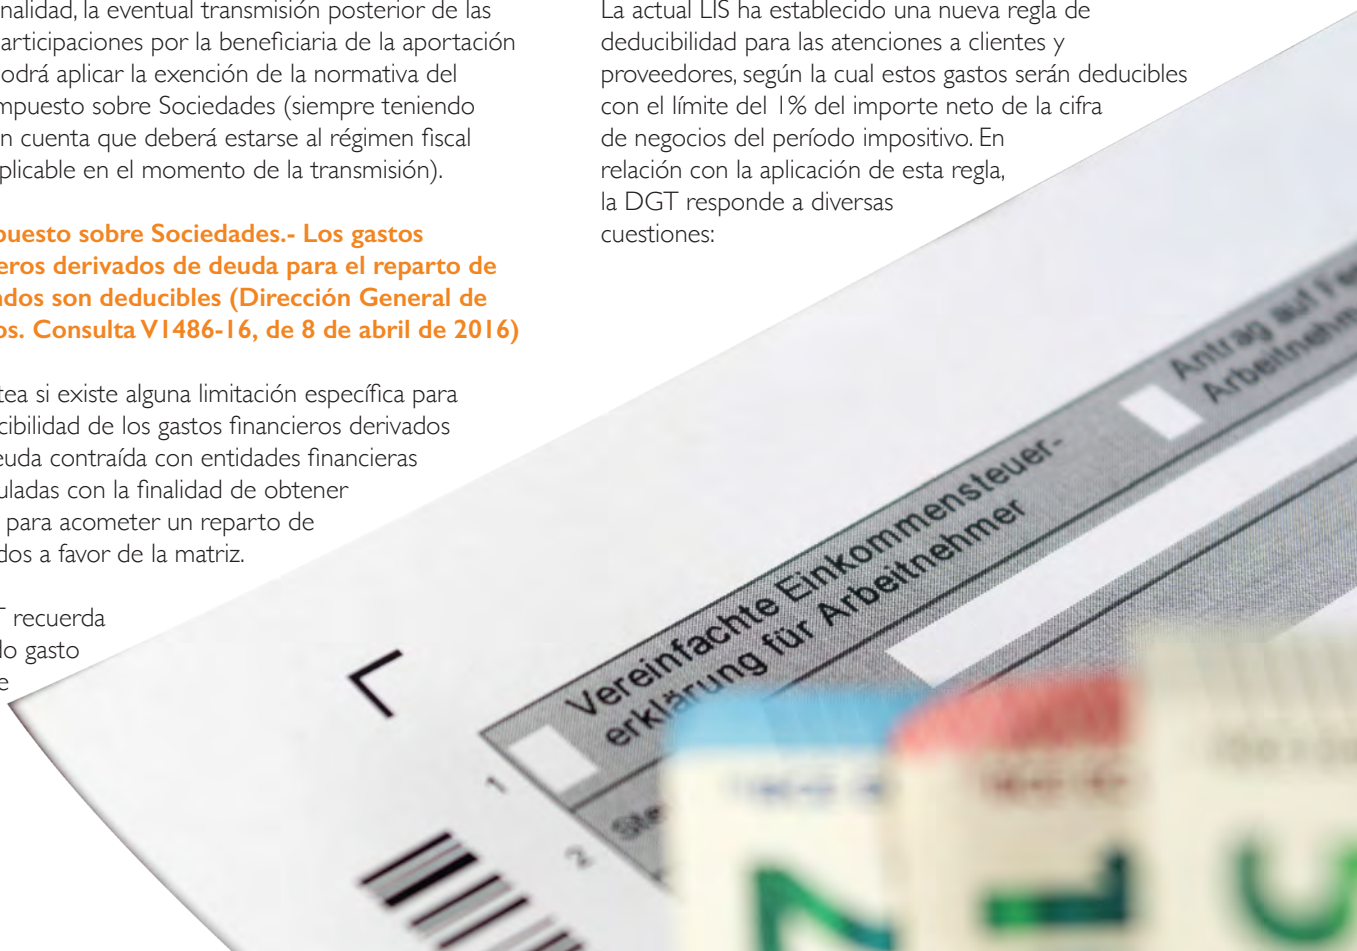 nalidad, la eventual transmisión posterior de las
articipaciones por la beneficiaria de la aportación
odrá aplicar la exención de la normativa del
mpuesto sobre Sociedades (siempre teniendo
n cuenta que deberá estarse al régimen fiscal
plicable en el momento de la transmisión).
puesto sobre Sociedades.- Los gastos
eros derivados de deuda para el reparto de
ndos son deducibles (Dirección General de
os. Consulta V1486-16, de 8 de abril de 2016)
tea si existe alguna limitación específica para
cibilidad de los gastos financieros derivados
euda contraída con entidades financieras
uladas con la finalidad de obtener
para acometer un reparto de
dos a favor de la matriz.
T recuerda
do gasto
e
La actual LIS ha establecido una nueva regla de
deducibilidad para las atenciones a clientes y
proveedores, según la cual estos gastos serán deducibles
con el límite del 1% del importe neto de la cifra
de negocios del período impositivo. En
relación con la aplicación de esta regla,
la DGT responde a diversas
cuestiones:
Vereinfachte Einkommensteuer-
erklärung für Arbeitnehmer
Antrag auf
1
2